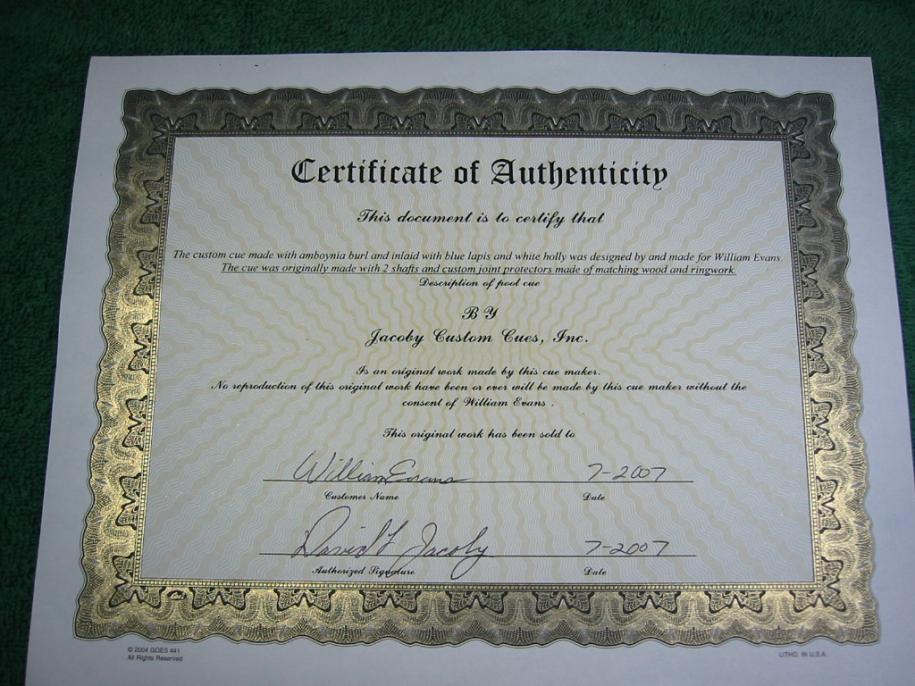 Certificate of Authenticity
This document is to certify that
The custom cue made with amboynia burl and inlaid with blue lapis and white holly was designed by and made for William Evans.
The cue was originally made with 2 shafts and custom joint protectors made of matching wood and ringwork.
Description of pool cue
BY
Jacoby Custom Cues, Inc.
Is an original work made by this cue maker.
No reproduction of this original work have been or ever will be made by this cue maker without the
consent of William Evans .
This original work has been sold to
William Evans 7-2007
Customer Name Date
David L Jacoby 7-2007
Authorized Signature Date
© 2004 GOES 441 LITHO. IN U.S.A.
All Rights Reserved